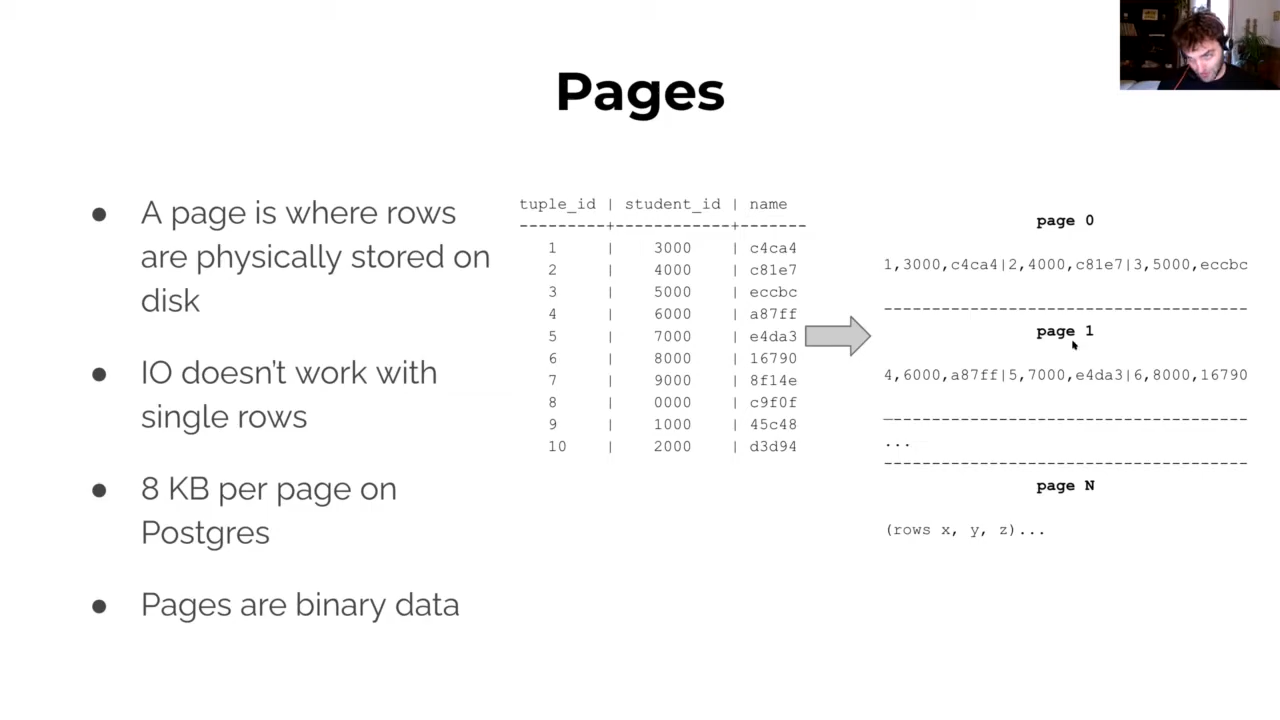 Pages
● A page is where rows
are physically stored on
disk
● IO doesn't work with
single rows
● 8 KB per page on
Postgres
● Pages are binary data
tuple_id | student_id | name
---------+------------+-------
1 | 3000 | c4ca4
2 | 4000 | c81e7
3 | 5000 | eccbc
4 | 6000 | a87ff
5 | 7000 | e4da3
6 | 8000 | 16790
7 | 9000 | 8f14e
8 | 0000 | c9f0f
9 | 1000 | 45c48
10 | 2000 | d3d94
page 0
1,3000,c4ca4|2,4000,c81e7|3,5000,eccbc
--------------------------------------
page 1
4,6000,a87ff|5,7000,e4da3|6,8000,16790
--------------------------------------
...
--------------------------------------
page N
(rows x, y, z)...